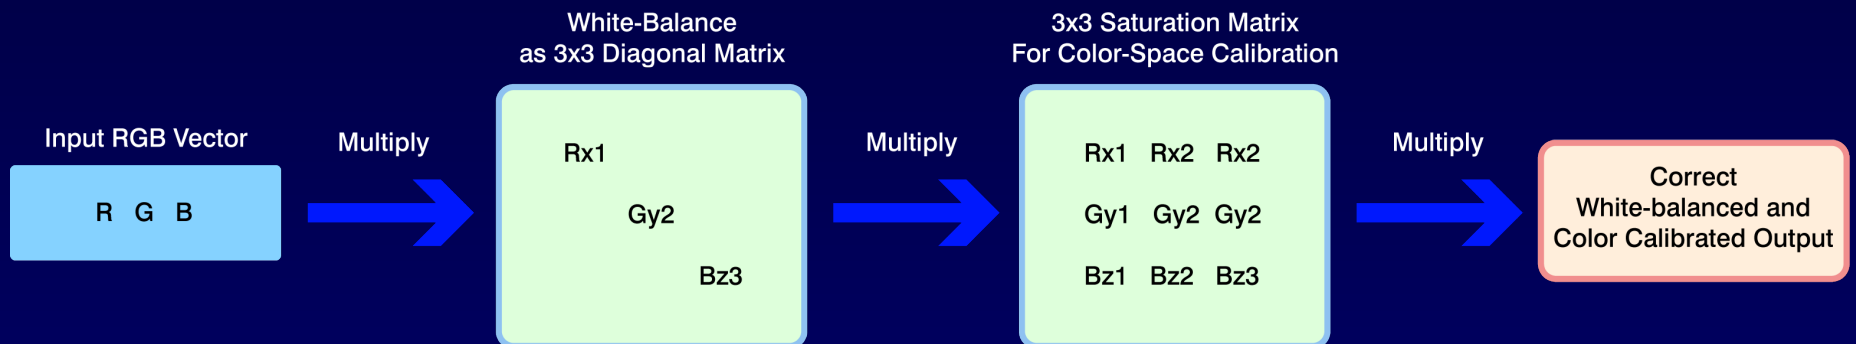 Input RGB Vector
R G B
Multiply
White-Balance
as 3x3 Diagonal Matrix
Rx1
Gy2
Bz3
Multiply
3x3 Saturation Matrix
For Color-Space Calibration
Rx1 Rx2 Rx2
Gy1 Gy2 Gy2
Bz1 Bz2 Bz3
Multiply
Correct
White-balanced and
Color Calibrated Output